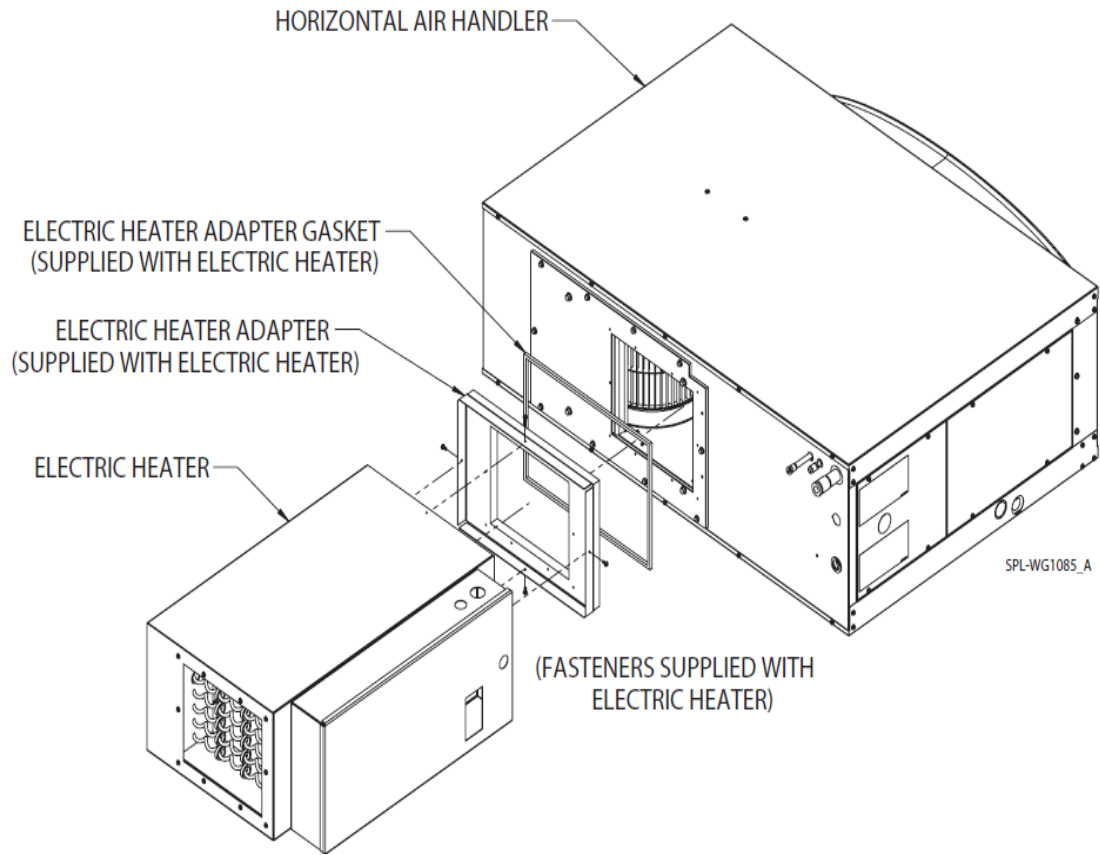 HORIZONTAL AIR HANDLER
ELECTRIC HEATER ADAPTER GASKET
(SUPPLIED WITH ELECTRIC HEATER)
ELECTRIC HEATER ADAPTER
(SUPPLIED WITH ELECTRIC HEATER)
ELECTRIC HEATER
SPL-WG1085_A
(FASTENERS SUPPLIED WITH
ELECTRIC HEATER)